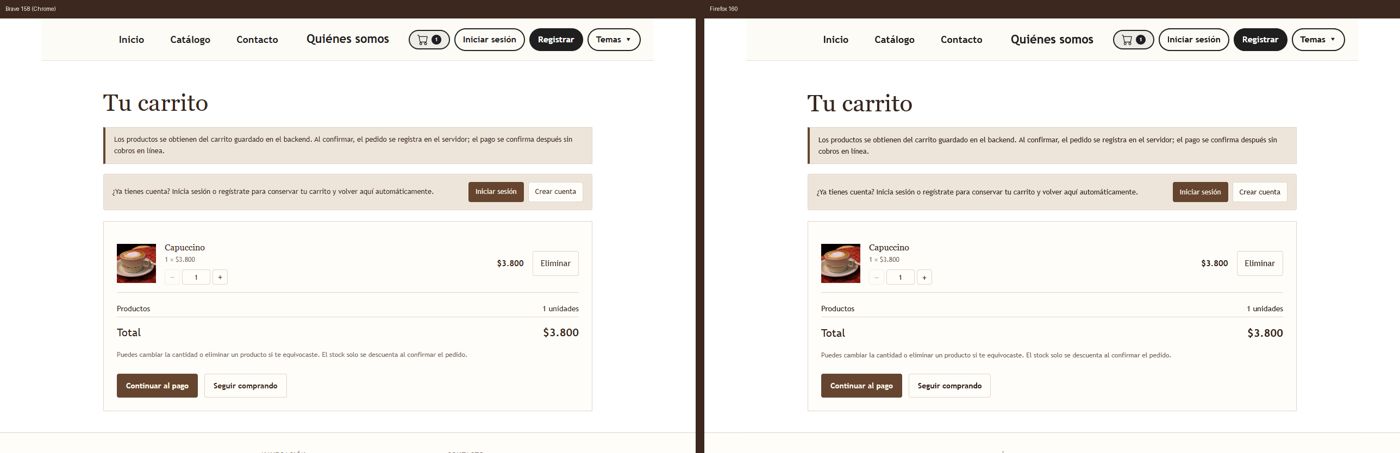 Brave 158 (Chrome)
Inicio Catálogo Contacto Quiénes somos 1 Iniciar sesión Registrar Temas ▼
Tu carrito
Los productos se obtienen del carrito guardado en el backend. Al confirmar, el pedido se registra en el servidor; el pago se confirma después sin
cobros en línea.
¿Ya tienes cuenta? Inicia sesión o regístrate para conservar tu carrito y volver aquí automáticamente. Iniciar sesión Crear cuenta
Capuccino
1 × $3.800
− 1 +
$3.800 Eliminar
Productos 1 unidades
Total $3.800
Puedes cambiar la cantidad o eliminar un producto si te equivocaste. El stock solo se descuenta al confirmar el pedido.
Continuar al pago Seguir comprando
Firefox 160
Inicio Catálogo Contacto Quiénes somos 1 Iniciar sesión Registrar Temas ▼
Tu carrito
Los productos se obtienen del carrito guardado en el backend. Al confirmar, el pedido se registra en el servidor; el pago se confirma después sin
cobros en línea.
¿Ya tienes cuenta? Inicia sesión o regístrate para conservar tu carrito y volver aquí automáticamente. Iniciar sesión Crear cuenta
Capuccino
1 × $3.800
− 1 +
$3.800 Eliminar
Productos 1 unidades
Total $3.800
Puedes cambiar la cantidad o eliminar un producto si te equivocaste. El stock solo se descuenta al confirmar el pedido.
Continuar al pago Seguir comprando